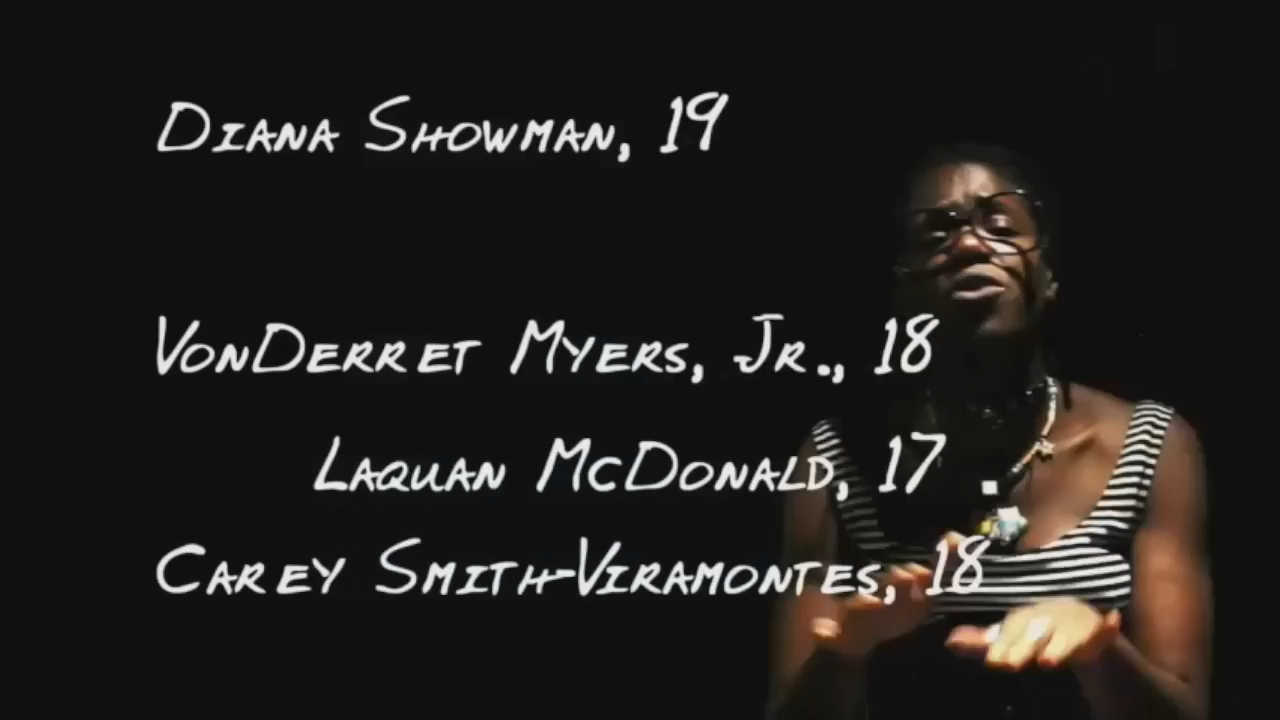 Diana Showman, 19
VonDerret Myers, Jr., 18
Laquan McDonald, 17
Carey Smith-Viramontes, 18